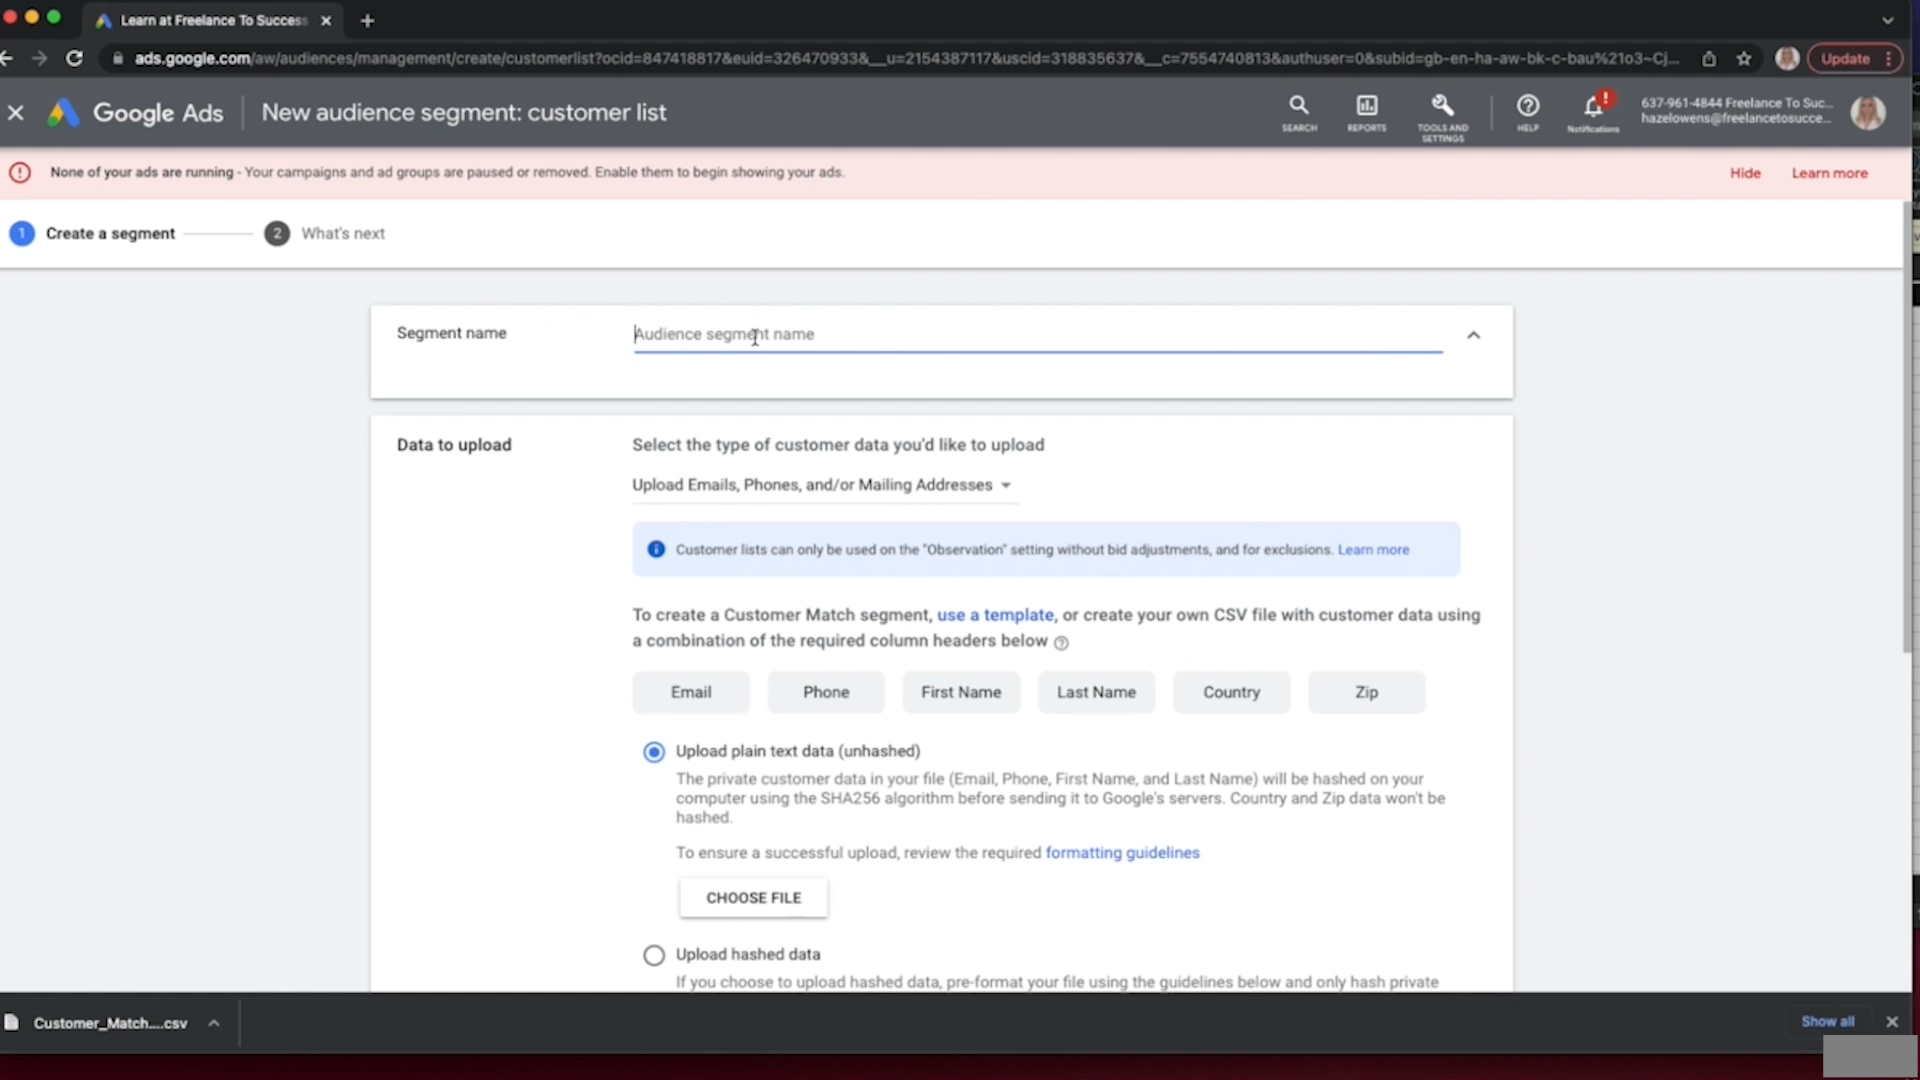 Learn at Freelance To Success
ads.google.com/aw/audiences/management/create/customerlist?ocid=847418817&euid=326470933&__u=2154387117&uscid=318835637&__c=7554740813&authuser=0&subid=gb-en-ha-aw-bk-c-bau%21o3~Cj...
Update
Google Ads
New audience segment: customer list
SEARCH
REPORTS
TOOLS AND
SETTINGS
HELP
Notifications
637-961-4844 Freelance To Suc...
hazelowens@freelancetosucce...
None of your ads are running - Your campaigns and ad groups are paused or removed. Enable them to begin showing your ads.
Hide
Learn more
1 Create a segment
2 What's next
Segment name
Audience segment name
Data to upload
Select the type of customer data you'd like to upload
Upload Emails, Phones, and/or Mailing Addresses
Customer lists can only be used on the "Observation" setting without bid adjustments, and for exclusions. Learn more
To create a Customer Match segment, use a template, or create your own CSV file with customer data using
a combination of the required column headers below
Email
Phone
First Name
Last Name
Country
Zip
Upload plain text data (unhashed)
The private customer data in your file (Email, Phone, First Name, and Last Name) will be hashed on your
computer using the SHA256 algorithm before sending it to Google's servers. Country and Zip data won't be
hashed.
To ensure a successful upload, review the required formatting guidelines
CHOOSE FILE
Upload hashed data
If you choose to upload hashed data, pre-format your file using the guidelines below and only hash private
Customer_Match....csv
Show all